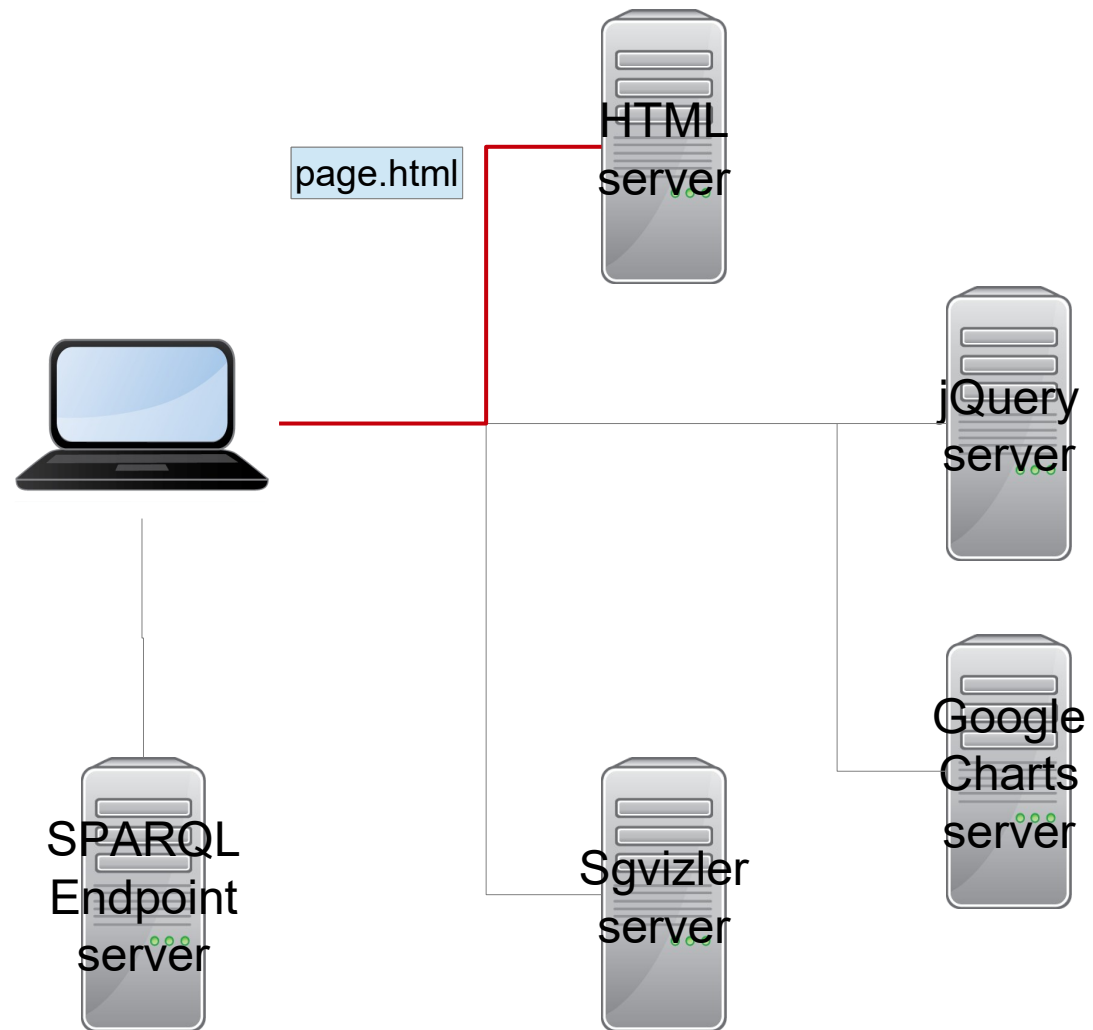 HTML
server
page.html
jQuery
server
Google
Charts
server
SPARQL
Endpoint
server
Sgvizler
server